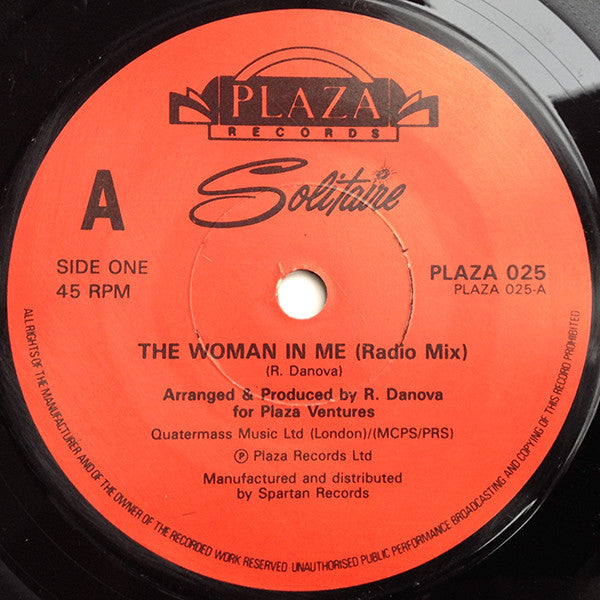 PLAZA
RECORDS
Solitaire
A
SIDE ONE
45 RPM
PLAZA 025
PLAZA 025-A
THE WOMAN IN ME (Radio Mix)
(R. Danova)
Arranged & Produced by R. Danova
for Plaza Ventures
Quatermass Music Ltd (London)/(MCPS/PRS)
Ⓟ Plaza Records Ltd
Manufactured and distributed
by Spartan Records
ALL RIGHTS OF THE MANUFACTURER AND OF THE OWNER OF THE RECORDED WORK RESERVED UNAUTHORISED PUBLIC PERFORMANCE BROADCASTING AND COPYING OF THIS RECORD PROHIBITED